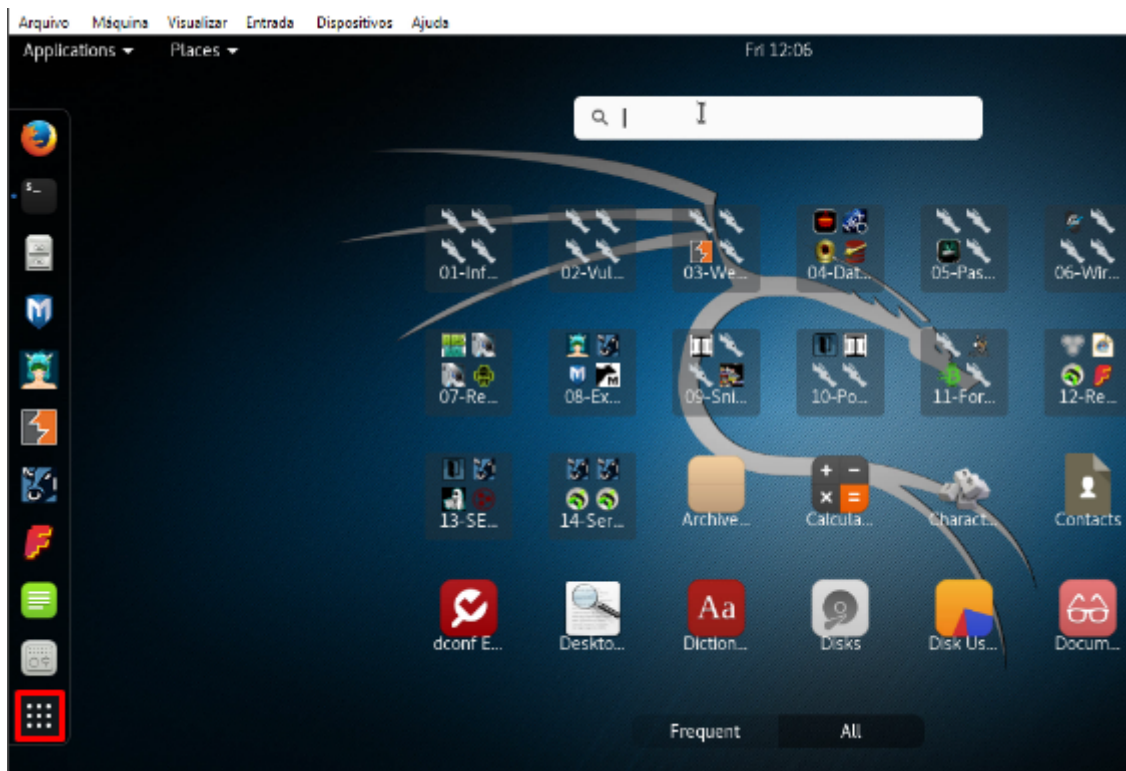 Arquivo Máquina Visualizar Entrada Dispositivos Ajuda
Applications Places Fri 12:06
01-Inf... 02-Vul... 03-We... 04-Dat... 05-Pas... 06-Wir...
07-Re... 08-Ex... 09-Sni... 10-Po... 11-For... 12-Re...
13-SE... 14-Ser... Archive... Calcula... Charact... Contacts
dconf E... Deskto... Diction... Disks Disk Us... Docum...
Frequent All